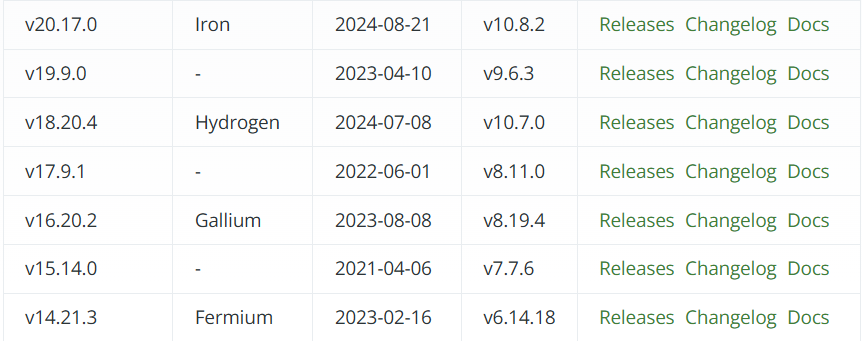 v20.17.0 Iron 2024-08-21 v10.8.2 Releases Changelog Docs
v19.9.0 - 2023-04-10 v9.6.3 Releases Changelog Docs
v18.20.4 Hydrogen 2024-07-08 v10.7.0 Releases Changelog Docs
v17.9.1 - 2022-06-01 v8.11.0 Releases Changelog Docs
v16.20.2 Gallium 2023-08-08 v8.19.4 Releases Changelog Docs
v15.14.0 - 2021-04-06 v7.7.6 Releases Changelog Docs
v14.21.3 Fermium 2023-02-16 v6.14.18 Releases Changelog Docs